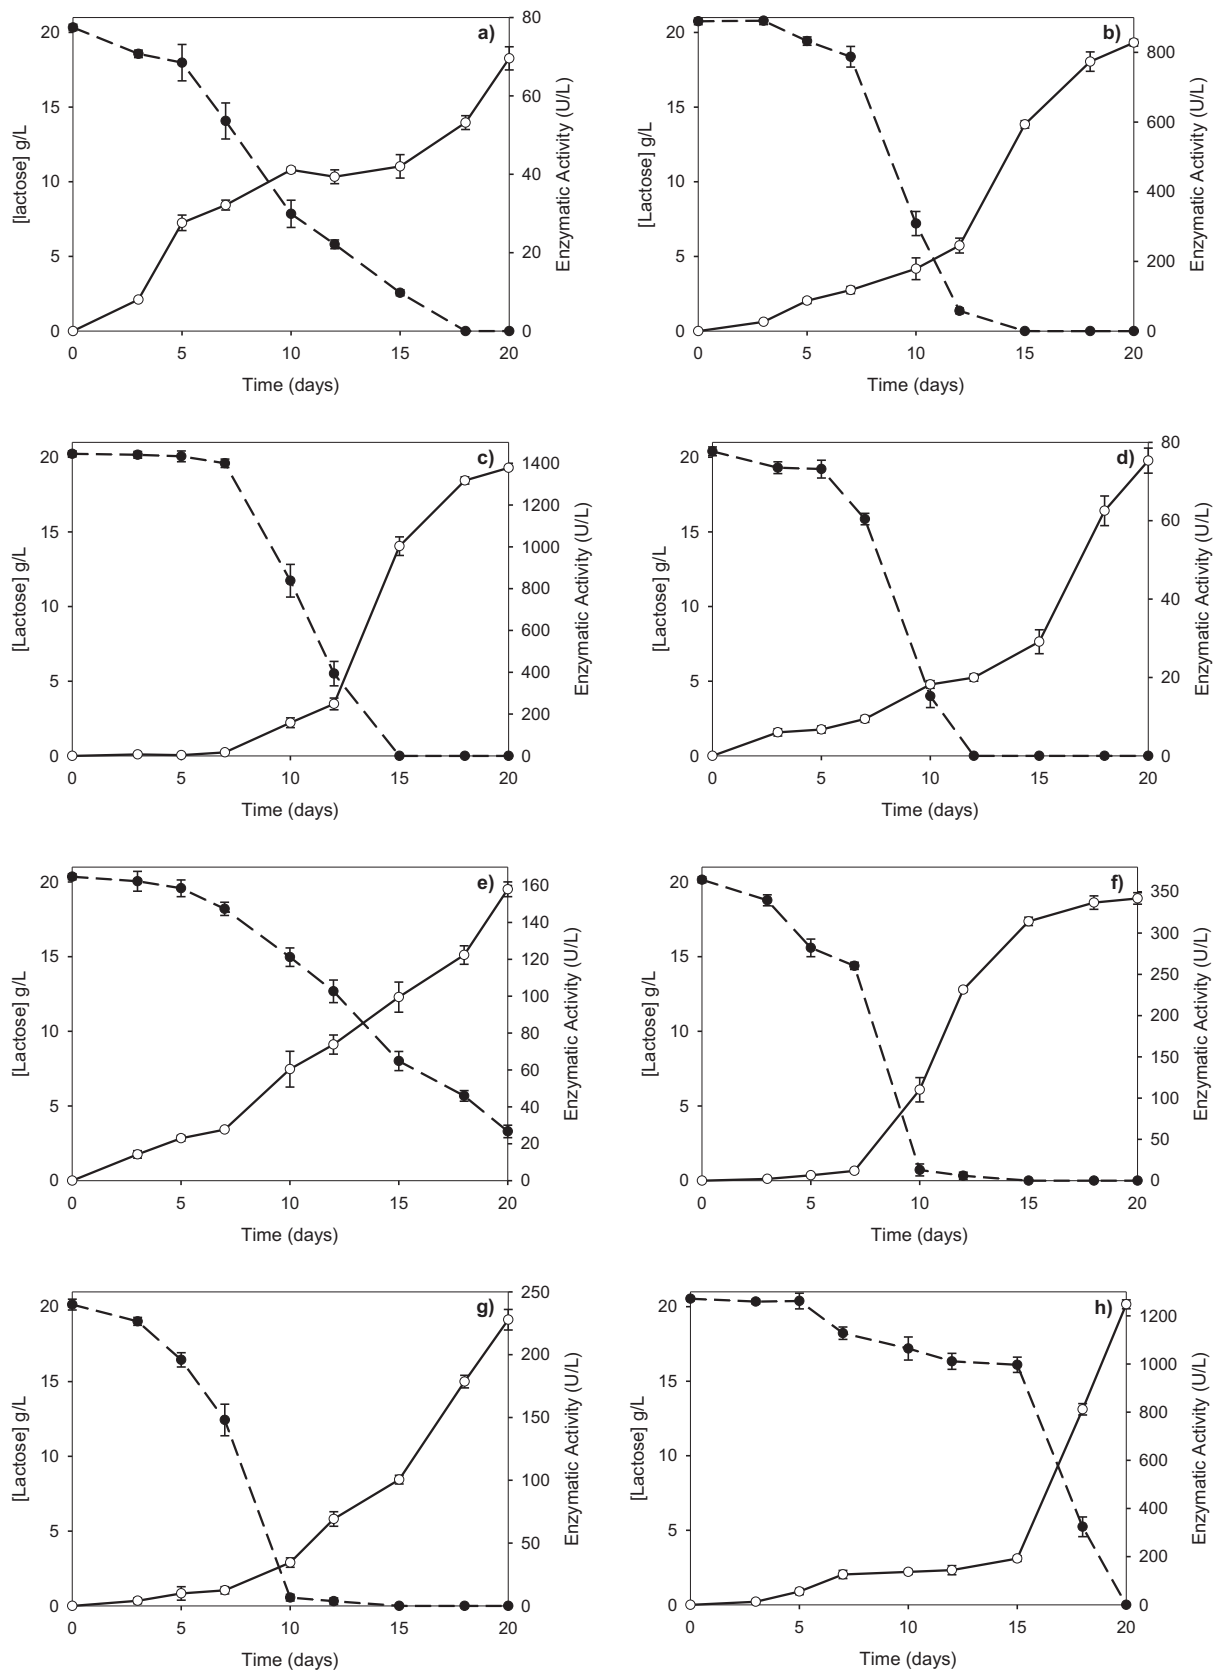 a)
[lactose] g/L
20
15
10
5
0
80
60
40
20
0
Enzymatic Activity (U/L)
0 5 10 15 20
Time (days)
b)
[Lactose] g/L
20
15
10
5
0
800
600
400
200
0
Enzymatic Activity (U/L)
0 5 10 15 20
Time (days)
c)
[Lactose] g/L
20
15
10
5
0
1400
1200
1000
800
600
400
200
0
Enzymatic Activity (U/L)
0 5 10 15 20
Time (days)
d)
[Lactose] g/L
20
15
10
5
0
80
60
40
20
0
Enzymatic Activity (U/L)
0 5 10 15 20
Time (days)
e)
[Lactose] g/L
20
15
10
5
0
160
140
120
100
80
60
40
20
0
Enzymatic Activity (U/L)
0 5 10 15 20
Time (days)
f)
[Lactose] g/L
20
15
10
5
0
350
300
250
200
150
100
50
0
Enzymatic Activity (U/L)
0 5 10 15 20
Time (days)
g)
[Lactose] g/L
20
15
10
5
0
250
200
150
100
50
0
Enzymatic Activity (U/L)
0 5 10 15 20
Time (days)
h)
[Lactose] g/L
20
15
10
5
0
1200
1000
800
600
400
200
0
Enzymatic Activity (U/L)
0 5 10 15 20
Time (days)